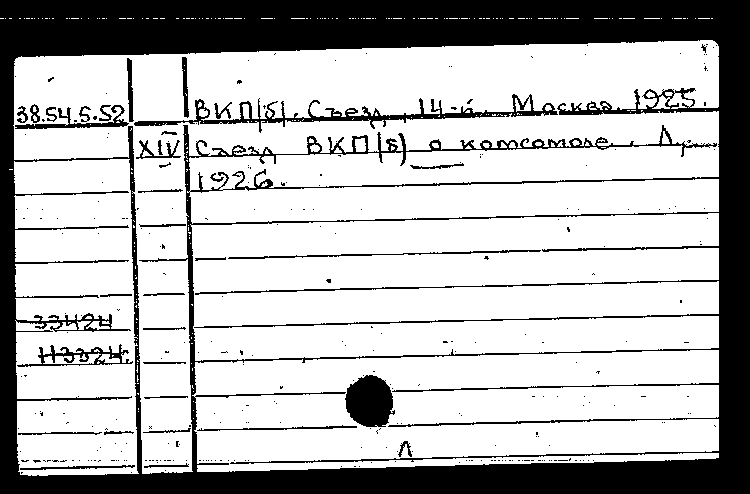 38.54.5.52 ВКП(б). Съезд, 14-й. Москва. 1925.
XIV Съезд ВКП(б) о комсомоле. Л.,
1926.
33424
113324.
Л